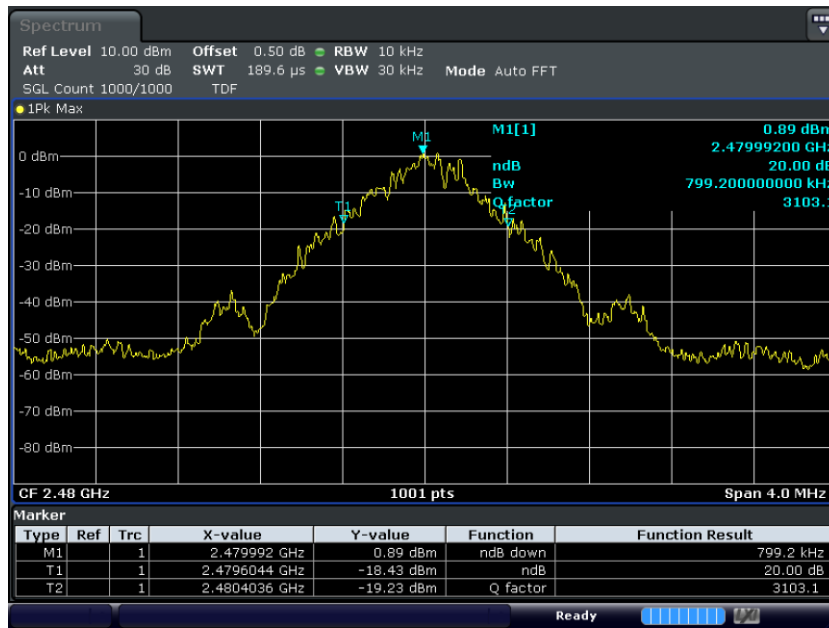 Spectrum
Ref Level 10.00 dBm Offset 0.50 dB RBW 10 kHz
Att 30 dB SWT 189.6 µs VBW 30 kHz Mode Auto FFT
SGL Count 1000/1000 TDF
1Pk Max
M1[1] 0.89 dBm
2.47999200 GHz
ndB 20.00 dB
Bw 799.200000000 kHz
Q factor 3103.1
M1
T1
0 dBm
-10 dBm
-20 dBm
-30 dBm
-40 dBm
-50 dBm
-60 dBm
-70 dBm
-80 dBm
CF 2.48 GHz 1001 pts Span 4.0 MHz
Marker
Type Ref Trc X-value Y-value Function Function Result
M1 1 2.479992 GHz 0.89 dBm ndB down 799.2 kHz
T1 1 2.4796044 GHz -18.43 dBm ndB 20.00 dB
T2 1 2.4804036 GHz -19.23 dBm Q factor 3103.1
Ready